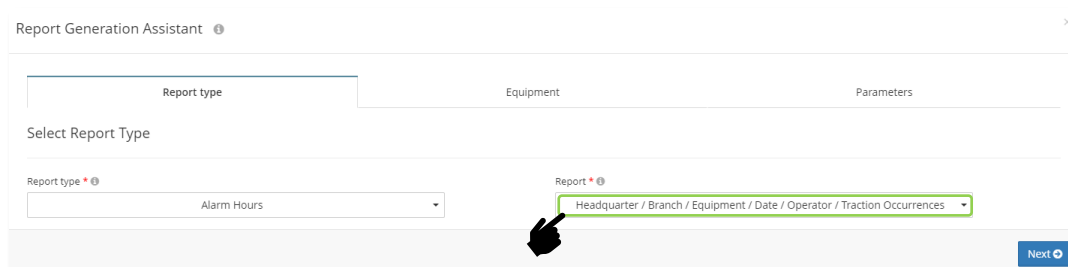 Report Generation Assistant
Report type
Equipment
Parameters
Select Report Type
Report type *
Report *
Alarm Hours
Headquarter / Branch / Equipment / Date / Operator / Traction Occurrences
Next